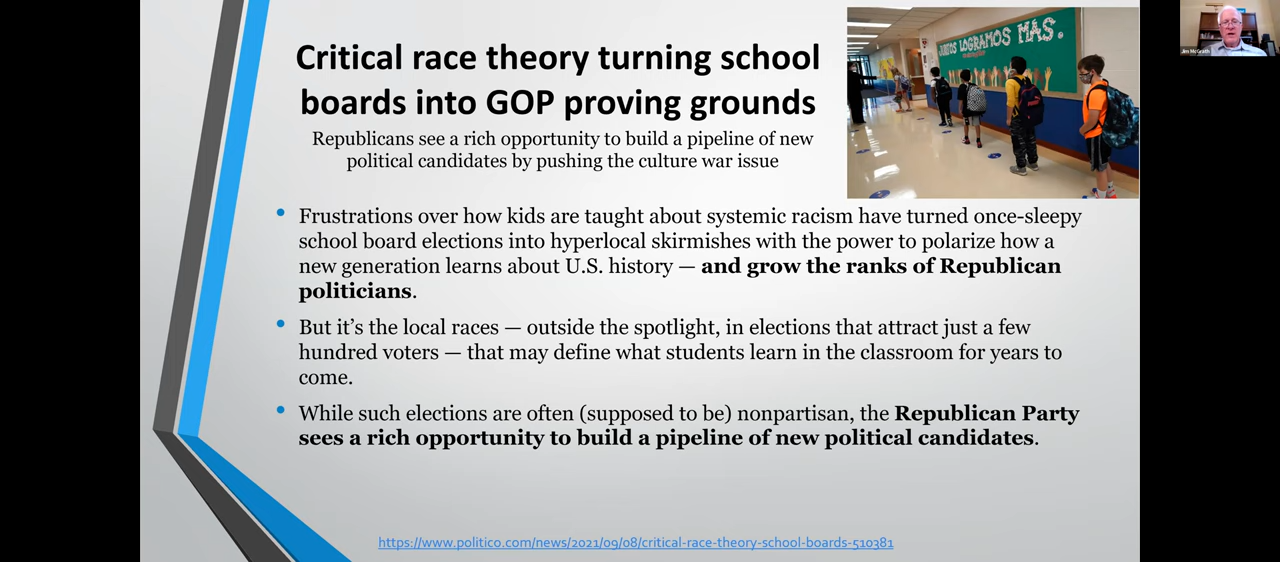 Critical race theory turning school
boards into GOP proving grounds
Republicans see a rich opportunity to build a pipeline of new
political candidates by pushing the culture war issue
JUNTOS LOGRAMOS MÁS.
Jim McGrath
• Frustrations over how kids are taught about systemic racism have turned once-sleepy
school board elections into hyperlocal skirmishes with the power to polarize how a
new generation learns about U.S. history — and grow the ranks of Republican
politicians.
• But it’s the local races — outside the spotlight, in elections that attract just a few
hundred voters — that may define what students learn in the classroom for years to
come.
• While such elections are often (supposed to be) nonpartisan, the Republican Party
sees a rich opportunity to build a pipeline of new political candidates.
https://www.politico.com/news/2021/09/08/critical-race-theory-school-boards-510381